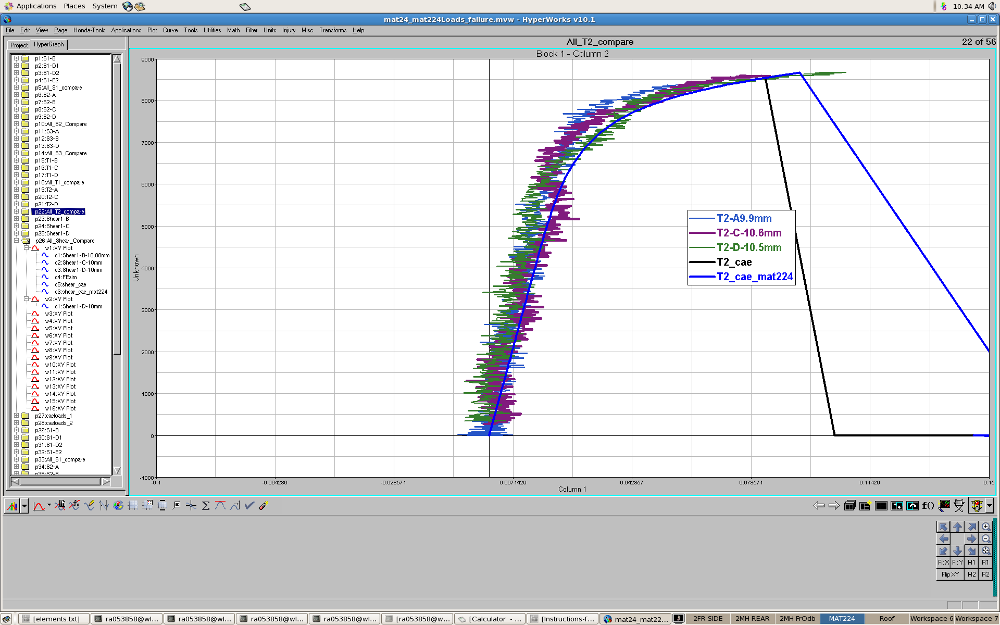 Applications Places System 10:34 AM
mat24_mat224Loads_failure.mvw - HyperWorks v10.1
File Edit View Page Honda-Tools Applications Plot Curve Tools Utilities Math Filter Units Injury Misc Transforms Help
Project HyperGraph
All_T2_compare
22 of 56
p1:S1-B
p2:S1-D1
p3:S1-D2
p4:S1-E2
p5:All_S1_compare
p6:S2-A
p7:S2-B
p8:S2-C
p9:S2-D
p10:All_S2_Compare
p11:S3-A
p12:S3-B
p13:S3-D
p14:All_S3_Compare
p15:T1-B
p16:T1-C
p17:T1-D
p18:All_T1_compare
p19:T2-A
p20:T2-C
p21:T2-D
p22:All_T2_compare
p23:Shear1-B
p24:Shear1-C
p25:Shear1-D
p26:All_Shear_Compare
w1:XY Plot
c1:Shear1-B-10.08mm
c2:Shear1-C-10mm
c3:Shear1-D-10mm
c4:FEsim
c5:shear_cae
c6:shear_cae_mat224
w2:XY Plot
c1:Shear1-D-10mm
w3:XY Plot
w4:XY Plot
w5:XY Plot
w6:XY Plot
w7:XY Plot
w8:XY Plot
w9:XY Plot
w10:XY Plot
w11:XY Plot
w12:XY Plot
w13:XY Plot
w14:XY Plot
w15:XY Plot
w16:XY Plot
p27:caeloads_1
p28:caeloads_2
p29:S1-B
p30:S1-D1
p31:S1-D2
p32:S1-E2
p33:All_S1_compare
p34:S2-A
p35:S2-B
Block 1 - Column 2
9000
8000
7000
6000
5000
4000
3000
2000
1000
0
-1000
Unknown
-0.1 -0.064286 -0.028571 0.0071429 0.042857 0.078571 0.11429 0.15
Column 1
T2-A9.9mm
T2-C-10.6mm
T2-D-10.5mm
T2_cae
T2_cae_mat224
f()
Fit X Fit Y M1 R1
Flip XY M2 R2
[elements.txt] ra053858@wl... ra053858@wl... ra053858@wl... ra053858@wl... [ra053858@w... [Calculator - ... [Instructions-f... mat24_mat22... 2FR SIDE 2MH REAR 2MH FrOdb MAT224 Roof Workspace 6 Workspace 7